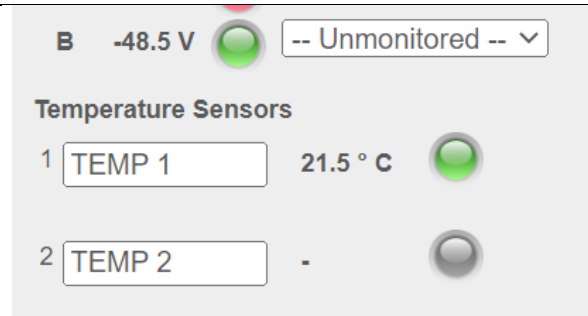 B -48.5 V -- Unmonitored --
Temperature Sensors
1 TEMP 1 21.5 ° C
2 TEMP 2 -